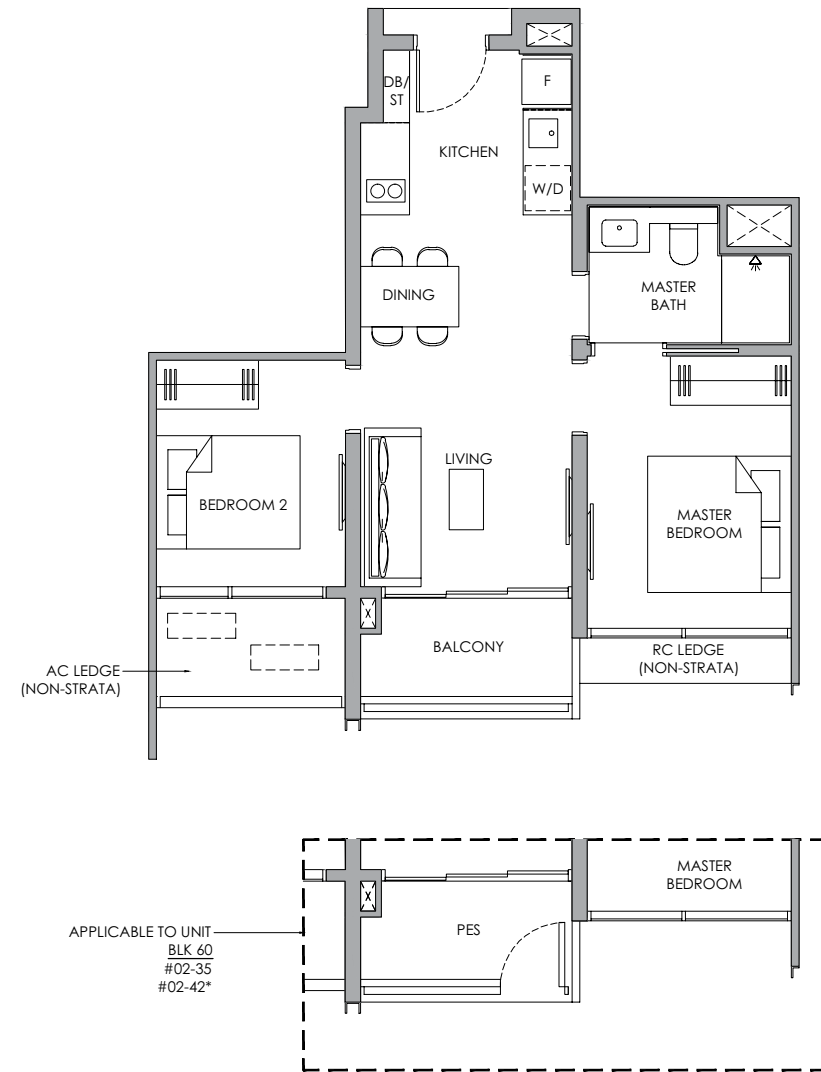 DB/
ST
F
KITCHEN
W/D
DINING
MASTER
BATH
LIVING
BEDROOM 2
MASTER
BEDROOM
BALCONY
RC LEDGE
(NON-STRATA)
AC LEDGE
(NON-STRATA)
MASTER
BEDROOM
PES
APPLICABLE TO UNIT
BLK 60
#02-35
#02-42*